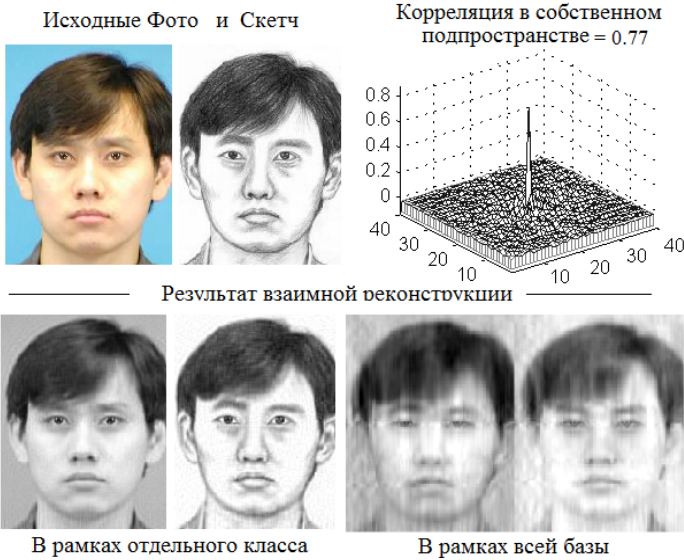 Исходные Фото и Скетч
Корреляция в собственном
подпространстве = 0.77
0.8
0.6
0.4
0.2
0
40
30
20
10
10
20
30
40
Результат взаимной реконструкции
В рамках отдельного класса
В рамках всей базы